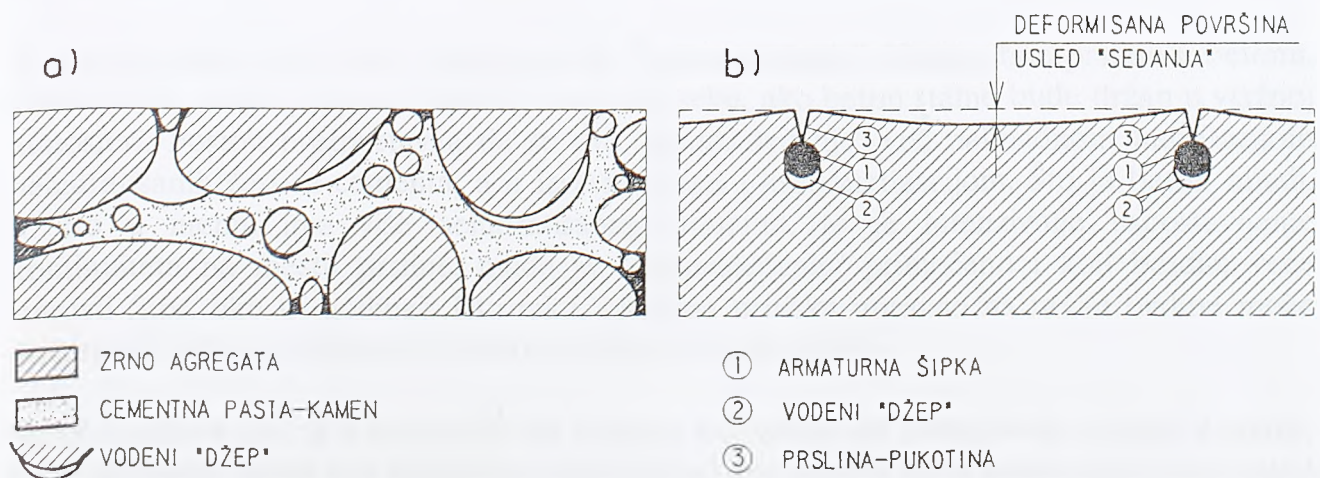 a)
ZRNO AGREGATA
CEMENTNA PASTA-KAMEN
VODENI "DŽEP"
b)
DEFORMISANA POVRŠINA
USLED "SEDANJA"
3
1
2
3
1
2
1 ARMATURNA ŠIPKA
2 VODENI "DŽEP"
3 PRSLINA-PUKOTINA